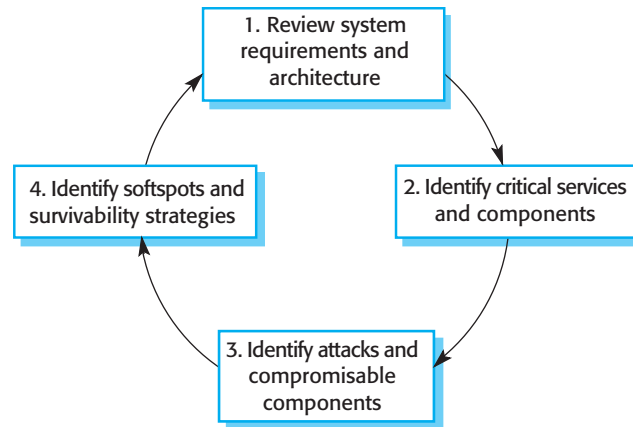 1. Review system
requirements and
architecture
2. Identify critical services
and components
3. Identify attacks and
compromisable
components
4. Identify softspots and
survivability strategies